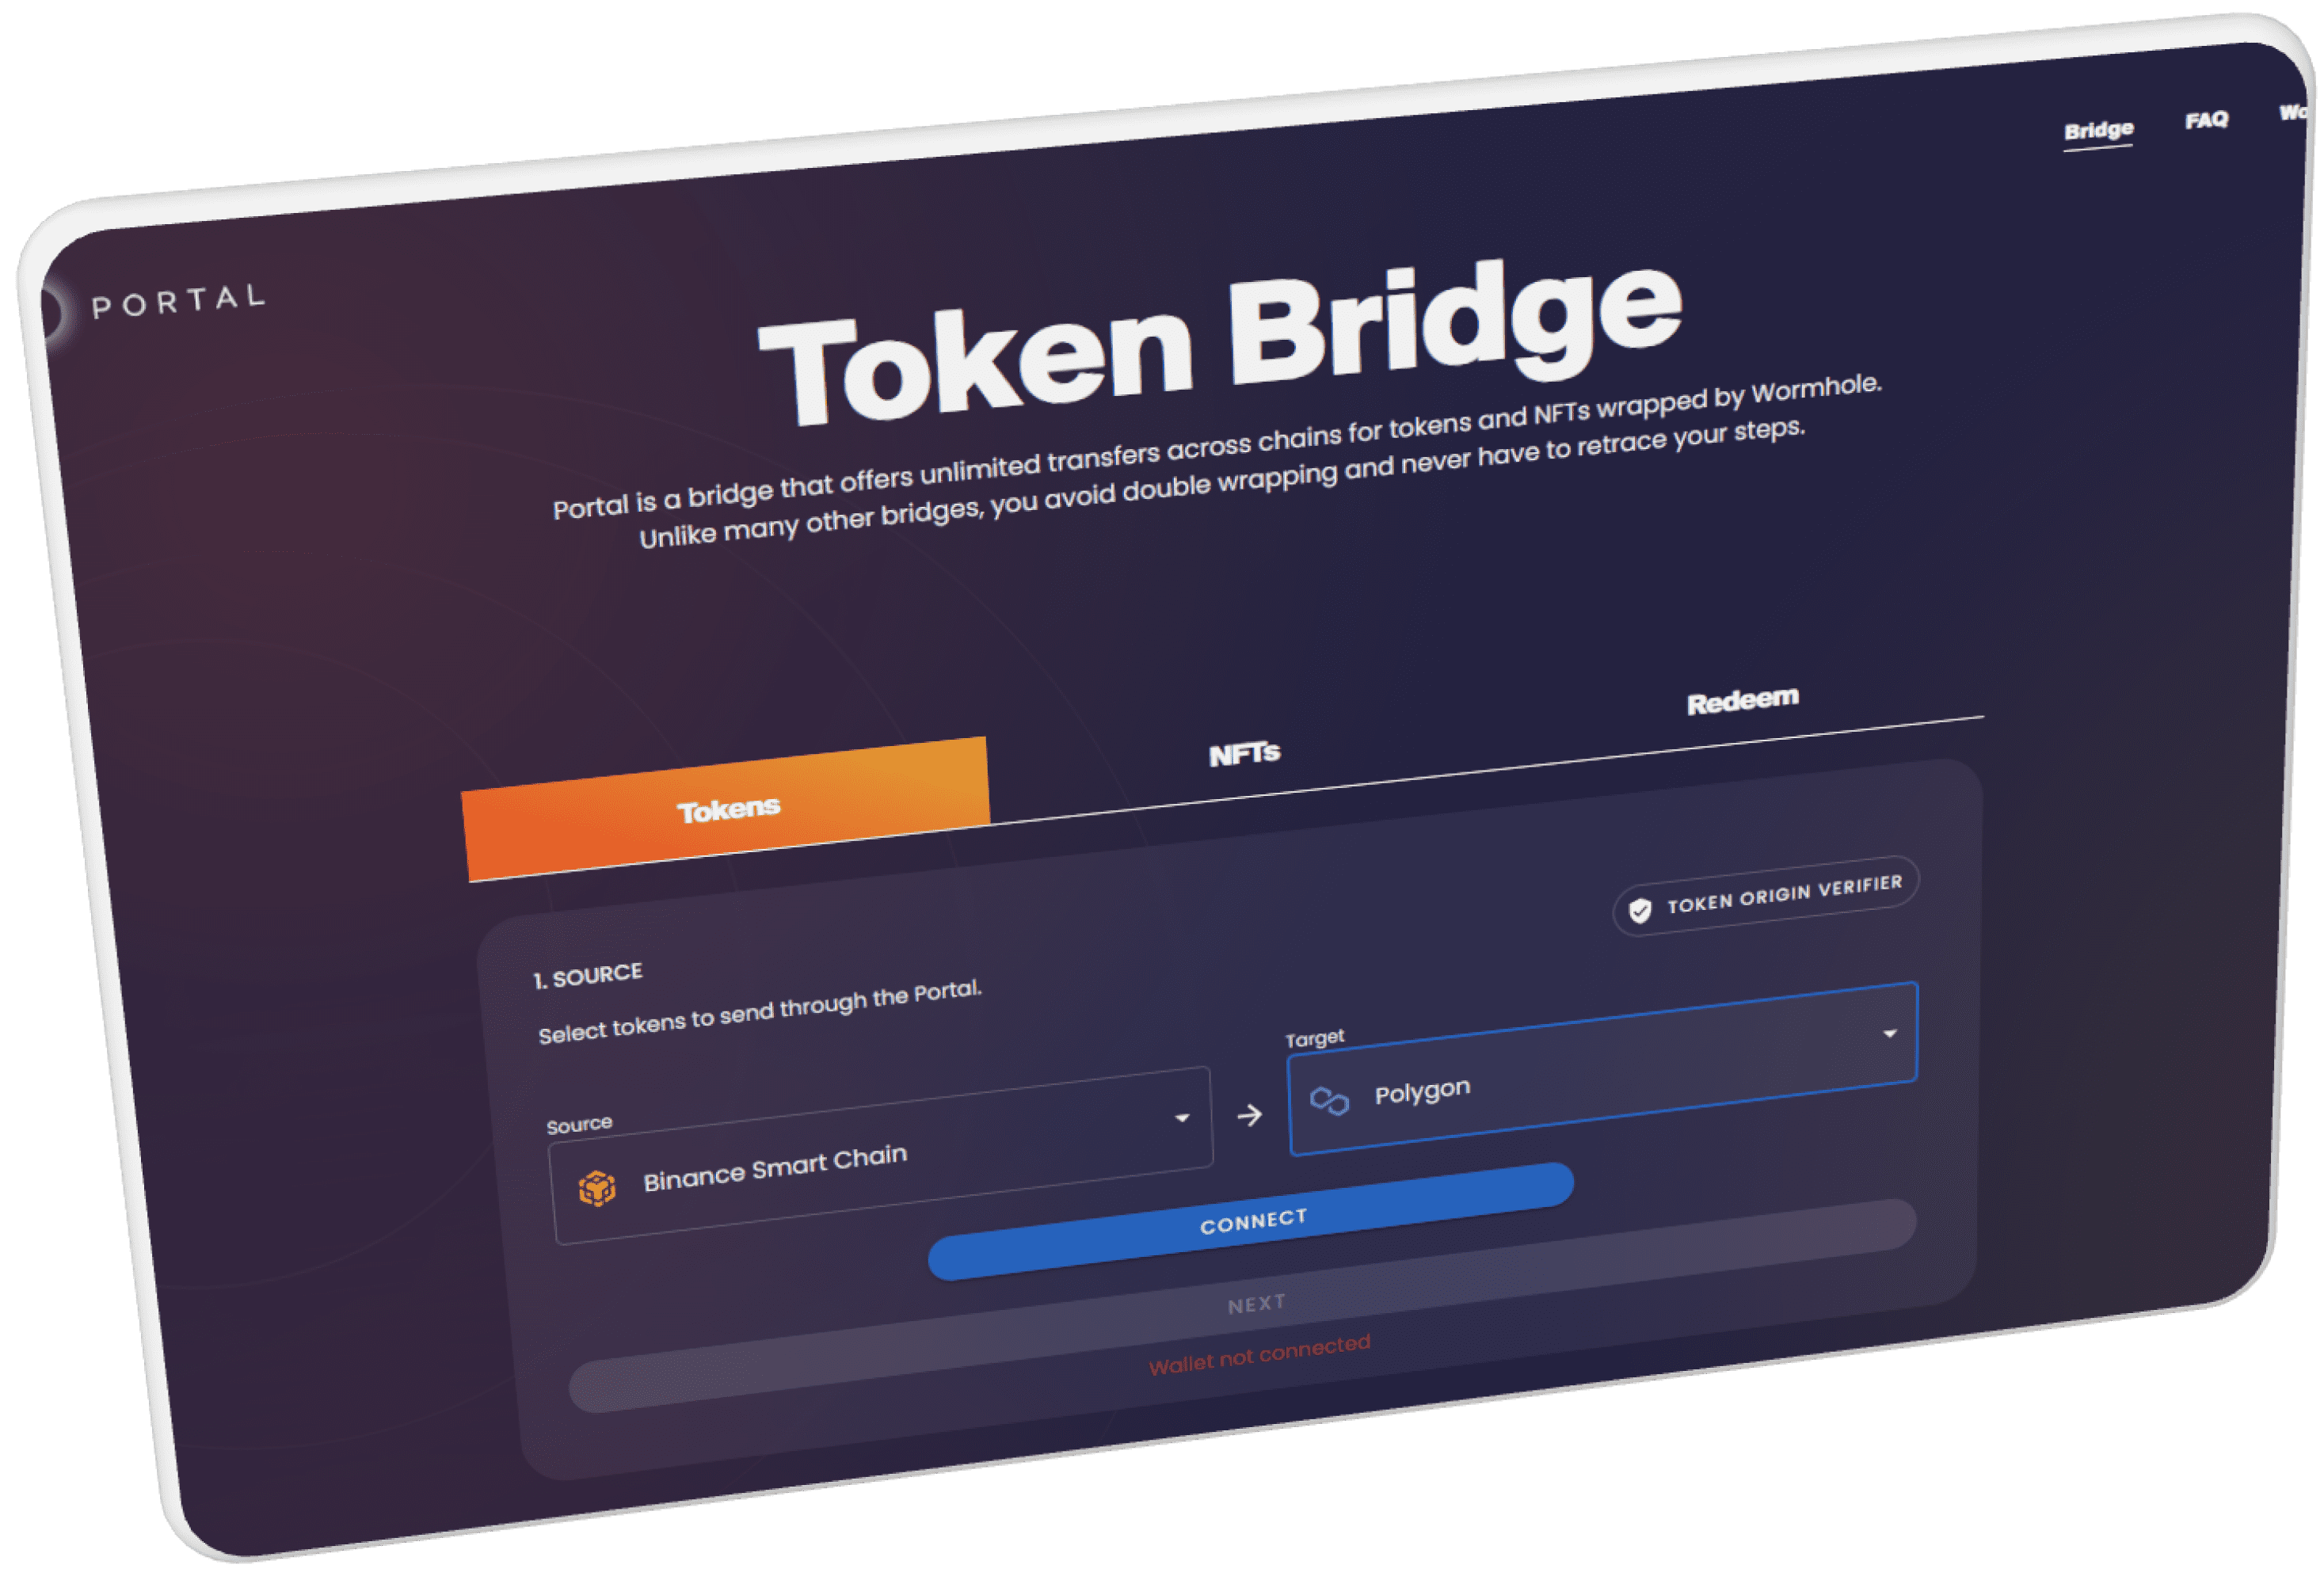 Bridge FAQ
PORTAL
Token Bridge
Portal is a bridge that offers unlimited transfers across chains for tokens and NFTs wrapped by Wormhole.
Unlike many other bridges, you avoid double wrapping and never have to retrace your steps.
Tokens NFTs Redeem
TOKEN ORIGIN VERIFIER
1. SOURCE
Select tokens to send through the Portal.
Source
Binance Smart Chain
Target
Polygon
CONNECT
NEXT
Wallet not connected